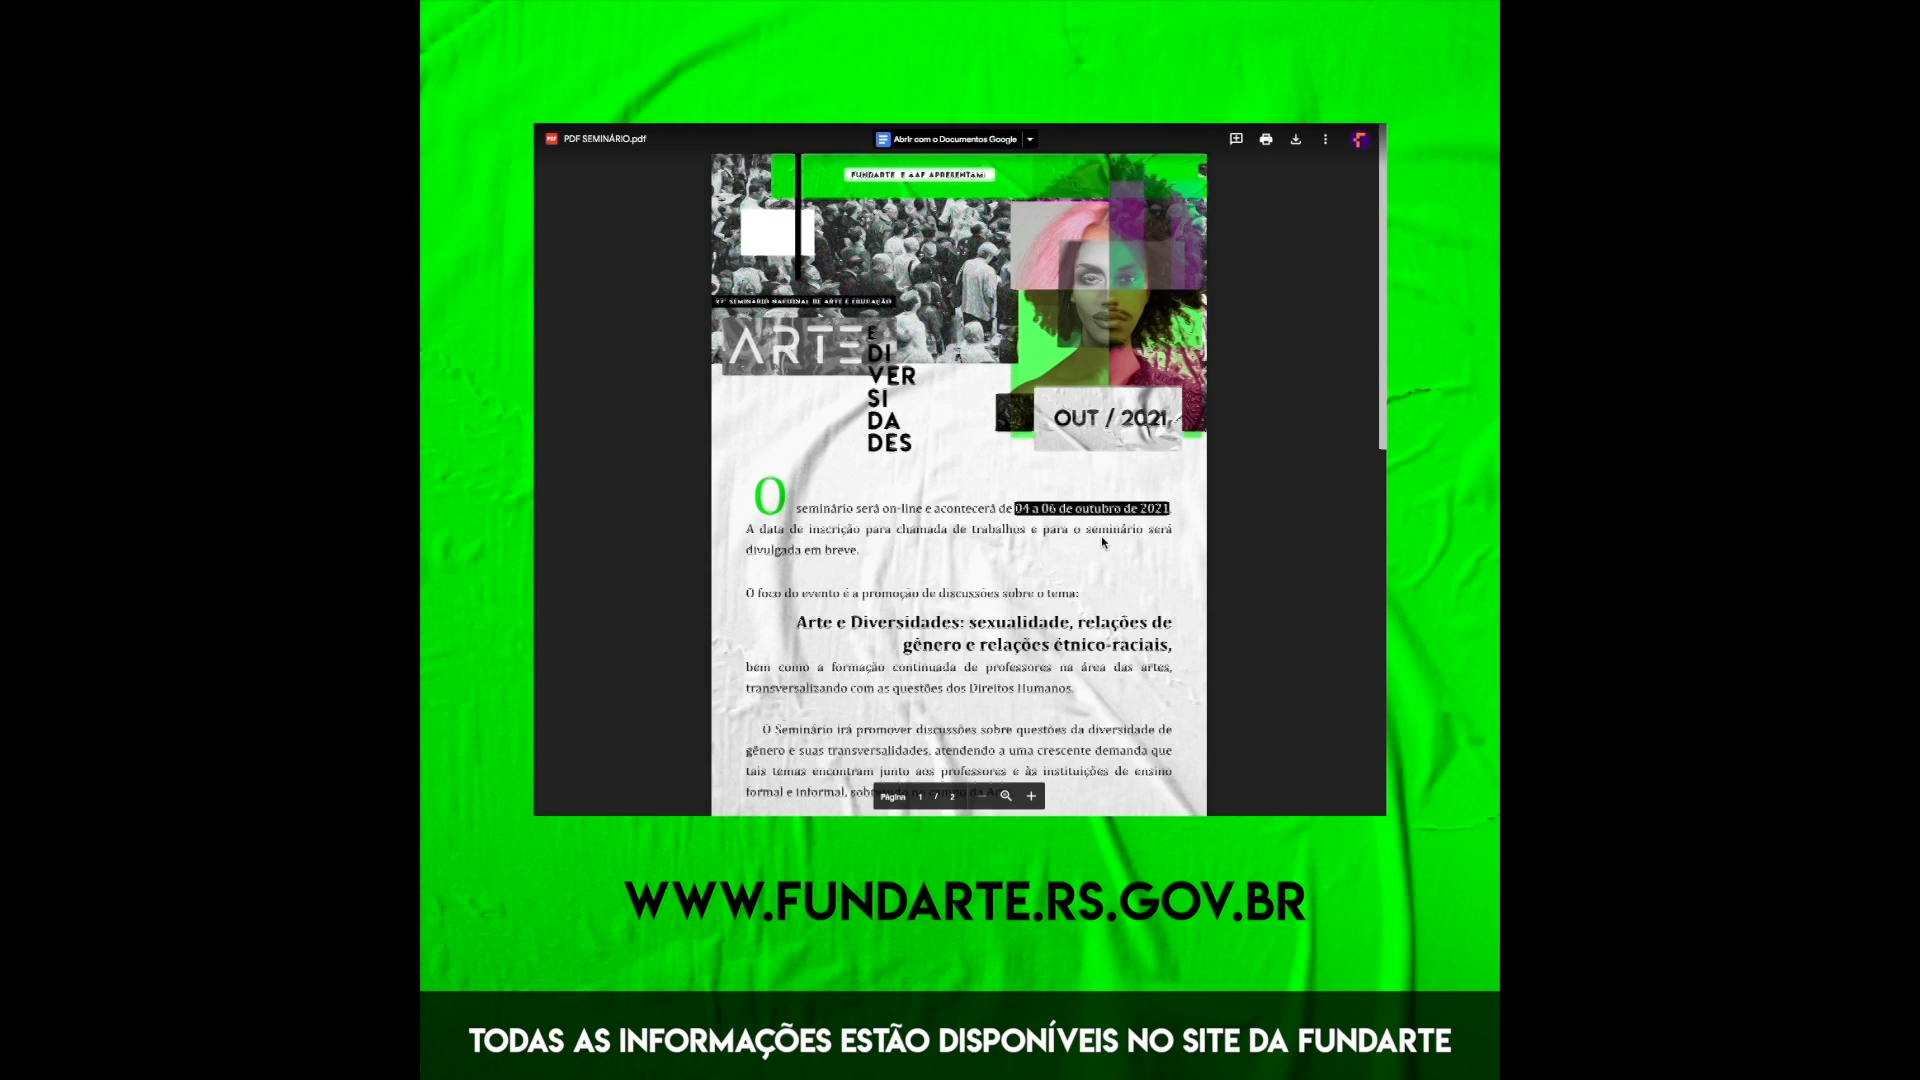 PDF SEMINÁRIO.pdf
Abrir com o Documentos Google
FUNDARTE E AAF APRESENTAM:
27º SEMINÁRIO NACIONAL DE ARTE E EDUCAÇÃO
ARTE
E
DI
VER
SI
DA
DES
OUT / 2021
O seminário será on-line e acontecerá de 04 a 06 de outubro de 2021
A data de inscrição para chamada de trabalhos e para o seminário será
divulgada em breve.
O foco do evento é a promoção de discussões sobre o tema:
Arte e Diversidades: sexualidade, relações de
gênero e relações étnico-raciais,
bem como a formação continuada de professores na área das artes,
transversalizando com as questões dos Direitos Humanos.
O Seminário irá promover discussões sobre questões da diversidade de
gênero e suas transversalidades, atendendo a uma crescente demanda que
tais temas encontram junto aos professores e às instituições de ensino
formal e informal,
Página 1 / 2
WWW.FUNDARTE.RS.GOV.BR
TODAS AS INFORMAÇÕES ESTÃO DISPONÍVEIS NO SITE DA FUNDARTE